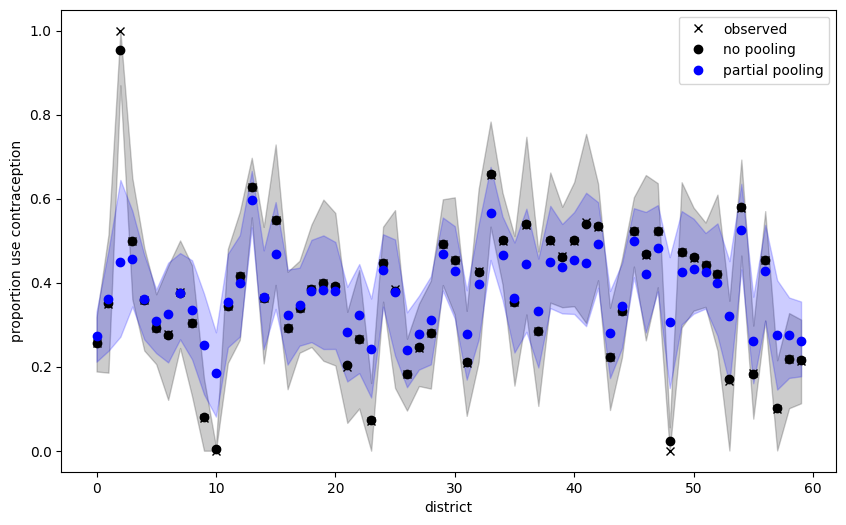 1.0
0.8
0.6
0.4
0.2
0.0
proportion use contraception
observed
no pooling
partial pooling
0 10 20 30 40 50 60
district